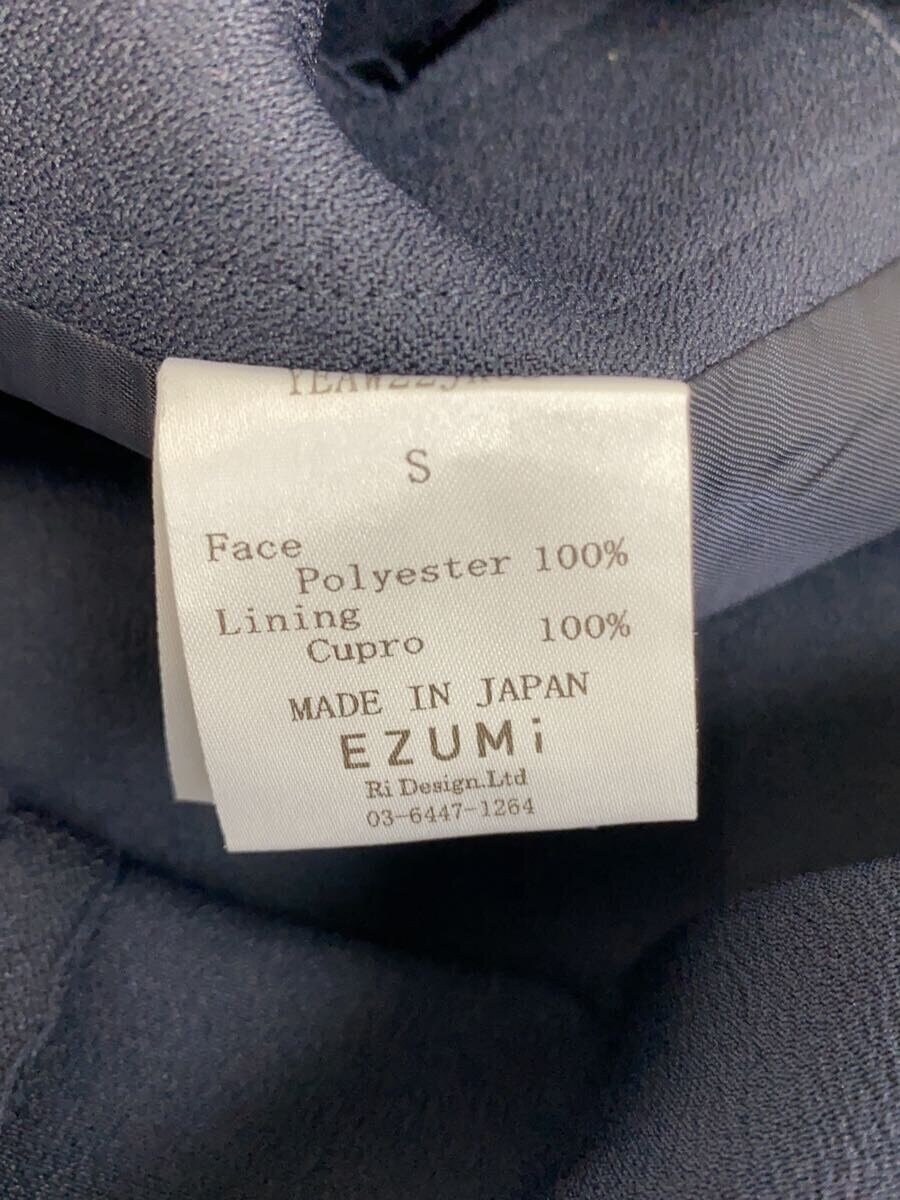 S
Face
Polyester 100%
Lining
Cupro 100%
MADE IN JAPAN
EZUMi
Ri Design.Ltd
03-6447-1264